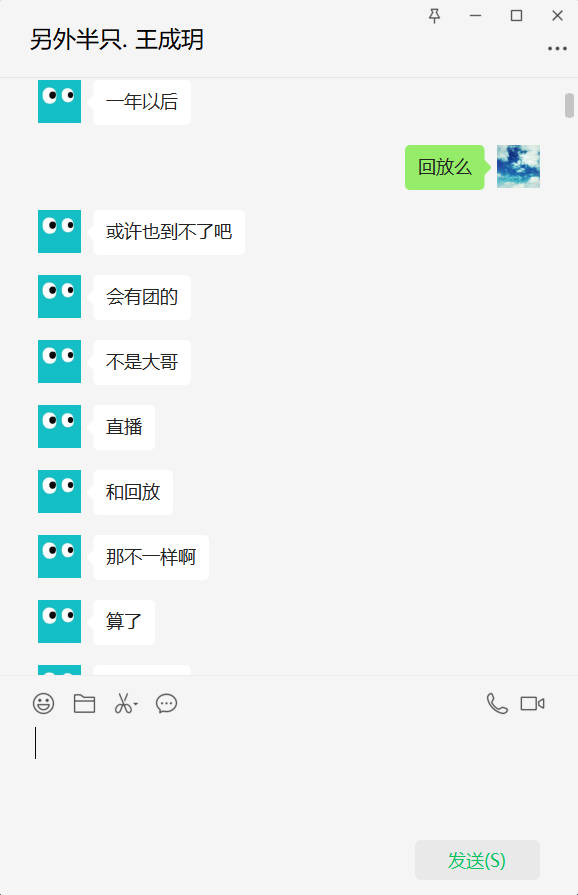 另外半只. 王成玥
一年以后
回放么
或许也到不了吧
会有团的
不是大哥
直播
和回放
那不一样啊
算了
发送(S)